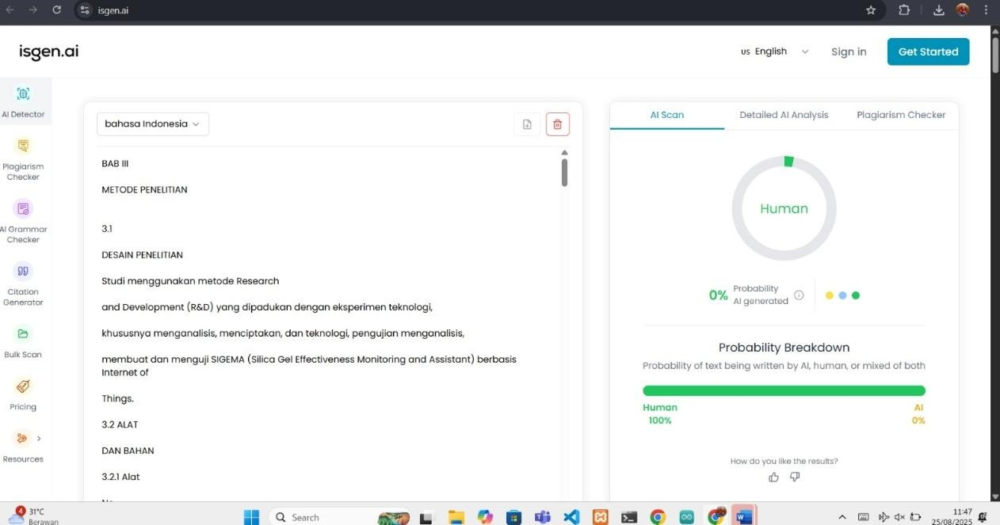 isgen.ai
isgen.ai
us English
Sign in
Get Started
AI Detector
Plagiarism
Checker
AI Grammar
Checker
Citation
Generator
Bulk Scan
Pricing
Resources
bahasa Indonesia
BAB III
METODE PENELITIAN
3.1
DESAIN PENELITIAN
Studi menggunakan metode Research
and Development (R&D) yang dipadukan dengan eksperimen teknologi,
khususnya menganalisis, menciptakan, dan teknologi, pengujian menganalisis,
membuat dan menguji SIGEMA (Silica Gel Effectiveness Monitoring and Assistant) berbasis
Internet of
Things.
3.2 ALAT
DAN BAHAN
3.2.1 Alat
AI Scan
Detailed AI Analysis
Plagiarism Checker
Human
0% Probability
AI generated
Probability Breakdown
Probability of text being written by AI, human, or mixed of both
Human
100%
AI
0%
How do you like the results?
4
31°C
Berawan
Search
11:47
25/08/2025